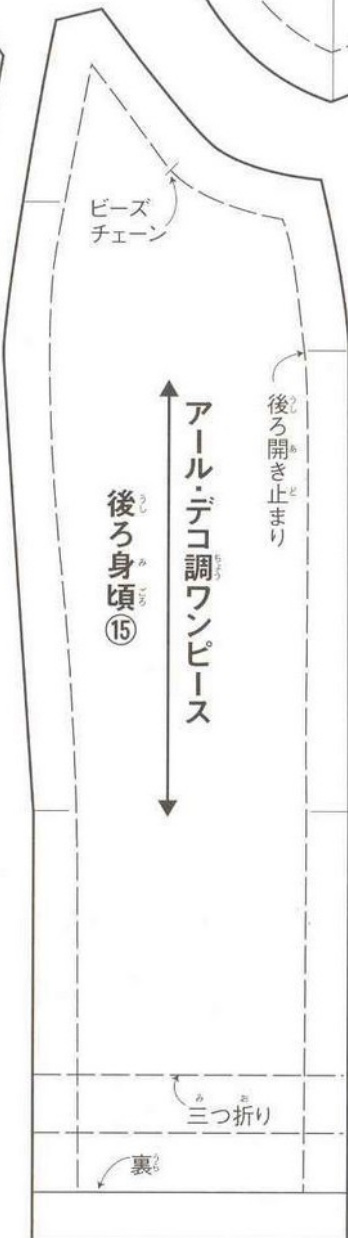 ビーズ
チェーン
後ろ開き止まり
アール・デコ調ワンピース
後ろ身頃⑮
三つ折り
裏